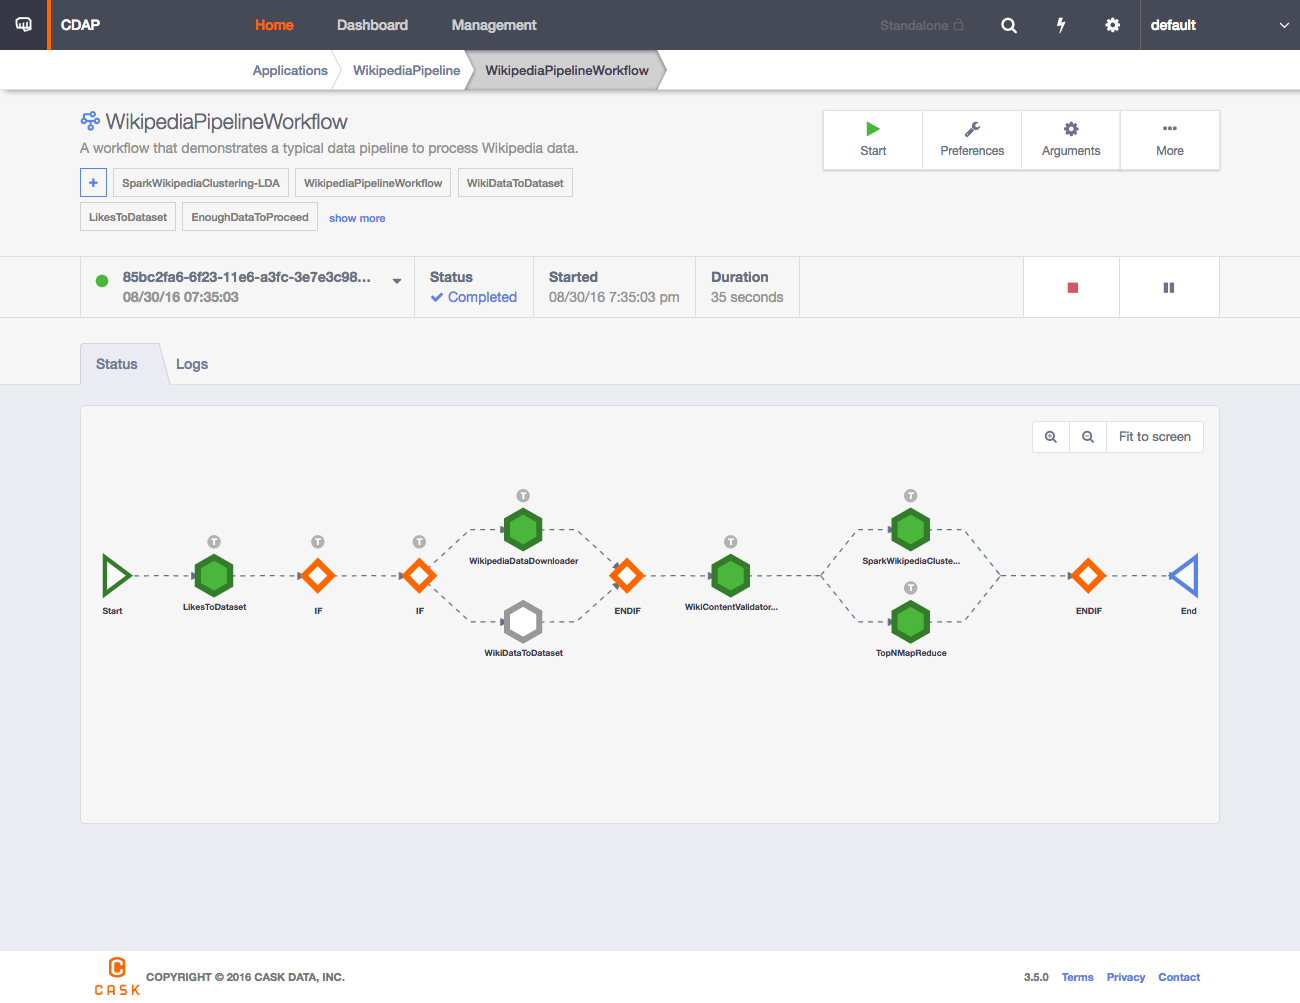 CDAP Home Dashboard Management Standalone default
Applications WikipediaPipeline WikipediaPipelineWorkflow
WikipediaPipelineWorkflow
A workflow that demonstrates a typical data pipeline to process Wikipedia data.
Start Preferences Arguments More
+ SparkWikipediaClustering-LDA WikipediaPipelineWorkflow WikiDataToDataset
LikesToDataset EnoughDataToProceed show more
85bc2fa6-6f23-11e6-a3fc-3e7e3c98...
08/30/16 07:35:03
Status
Completed
Started
08/30/16 7:35:03 pm
Duration
35 seconds
Status Logs
Fit to screen
Start
T
LikesToDataset
T
IF
T
IF
T
WikipediaDataDownloader
WikiDataToDataset
ENDIF
T
WikiContentValidator...
T
SparkWikipediaCluste...
T
TopNMapReduce
ENDIF
End
CASK
COPYRIGHT © 2016 CASK DATA, INC.
3.5.0 Terms Privacy Contact